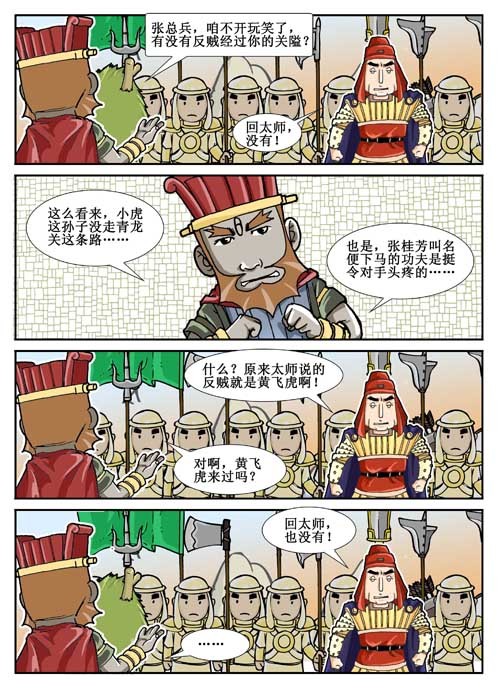 张总兵，咱不开玩笑了，
有没有反贼经过你的关隘？
回太师，
没有！
这么看来，小虎
这孙子没走青龙
关这条路……
也是，张桂芳叫名
便下马的功夫是挺
令对手头疼的……
什么？原来太师说的
反贼就是黄飞虎啊！
对啊，黄飞
虎来过吗？
回太师，
也没有！
……